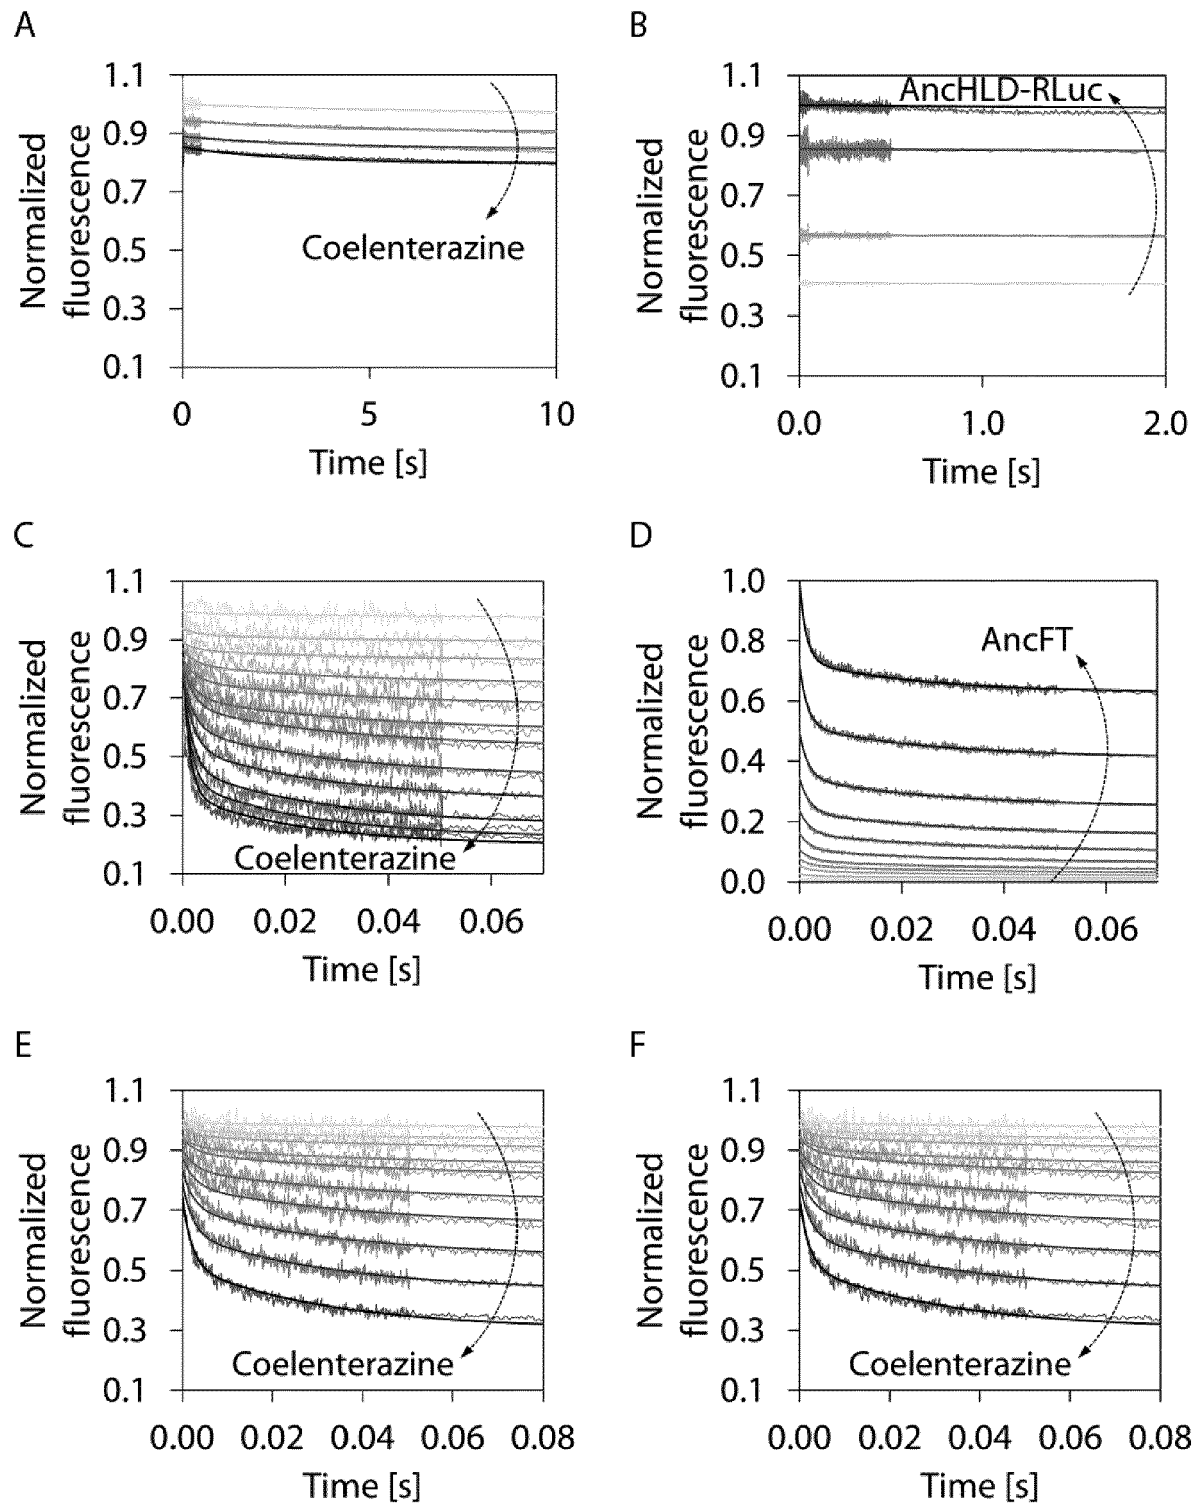 A
Normalized
fluorescence
1.1
0.9
0.7
0.5
0.3
0.1
Coelenterazine
0 5 10
Time [s]
B
Normalized
fluorescence
1.1
0.9
0.7
0.5
0.3
0.1
AncHLD-RLuc
0.0 1.0 2.0
Time [s]
C
Normalized
fluorescence
1.1
0.9
0.7
0.5
0.3
0.1
Coelenterazine
0.00 0.02 0.04 0.06
Time [s]
D
Normalized
fluorescence
1.0
0.8
0.6
0.4
0.2
0.0
AncFT
0.00 0.02 0.04 0.06
Time [s]
E
Normalized
fluorescence
1.1
0.9
0.7
0.5
0.3
0.1
Coelenterazine
0.00 0.02 0.04 0.06 0.08
Time [s]
F
Normalized
fluorescence
1.1
0.9
0.7
0.5
0.3
0.1
Coelenterazine
0.00 0.02 0.04 0.06 0.08
Time [s]